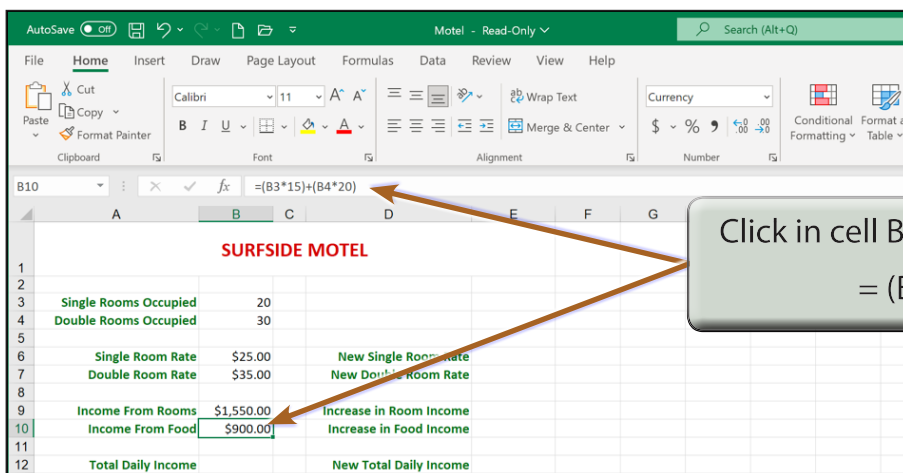 AutoSave Off Motel - Read-Only Search (Alt+Q)
File Home Insert Draw Page Layout Formulas Data Review View Help
Paste
Cut
Copy
Format Painter
Clipboard
Calibri 11 A^ A˅
B I U A
Font
ab Wrap Text
Merge & Center
Alignment
Currency
$ % 9 .00 .00
Number
Conditional Formatting
Format a
Table
B10 fx =(B3*15)+(B4*20)
A B C D E F G
1 SURFSIDE MOTEL
2
3 Single Rooms Occupied 20
4 Double Rooms Occupied 30
5
6 Single Room Rate $25.00 New Single Room Rate
7 Double Room Rate $35.00 New Double Room Rate
8
9 Income From Rooms $1,550.00 Increase in Room Income
10 Income From Food $900.00 Increase in Food Income
11
12 Total Daily Income New Total Daily Income
Click in cell B
= (B